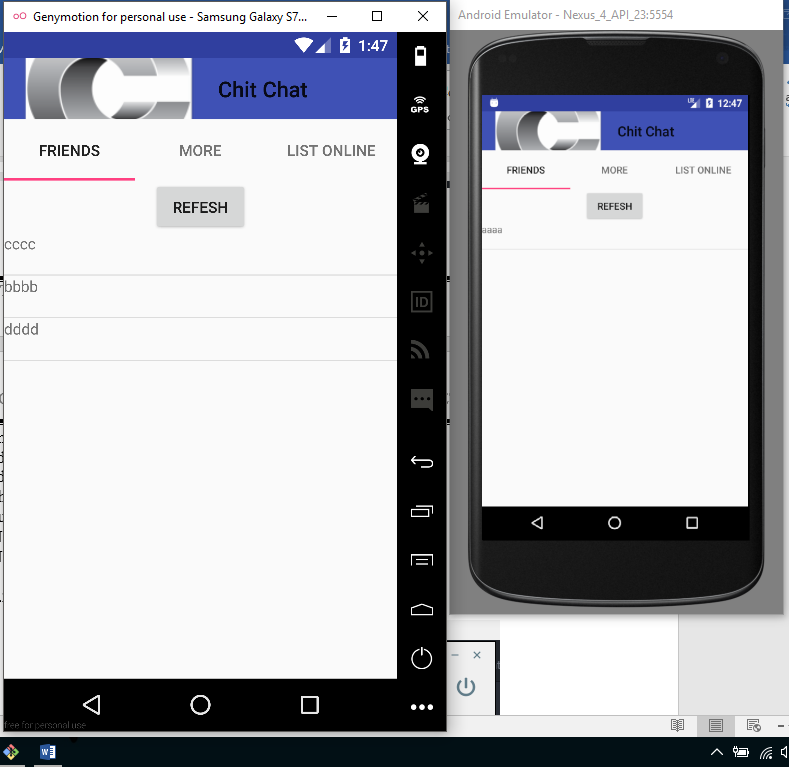 Genymotion for personal use - Samsung Galaxy S7...
1:47
Chit Chat
FRIENDS MORE LIST ONLINE
REFESH
cccc
bbbb
dddd
GPS
ID
free for personal use
Android Emulator - Nexus_4_API_23:5554
LTE 12:47
Chit Chat
FRIENDS MORE LIST ONLINE
REFESH
aaaa